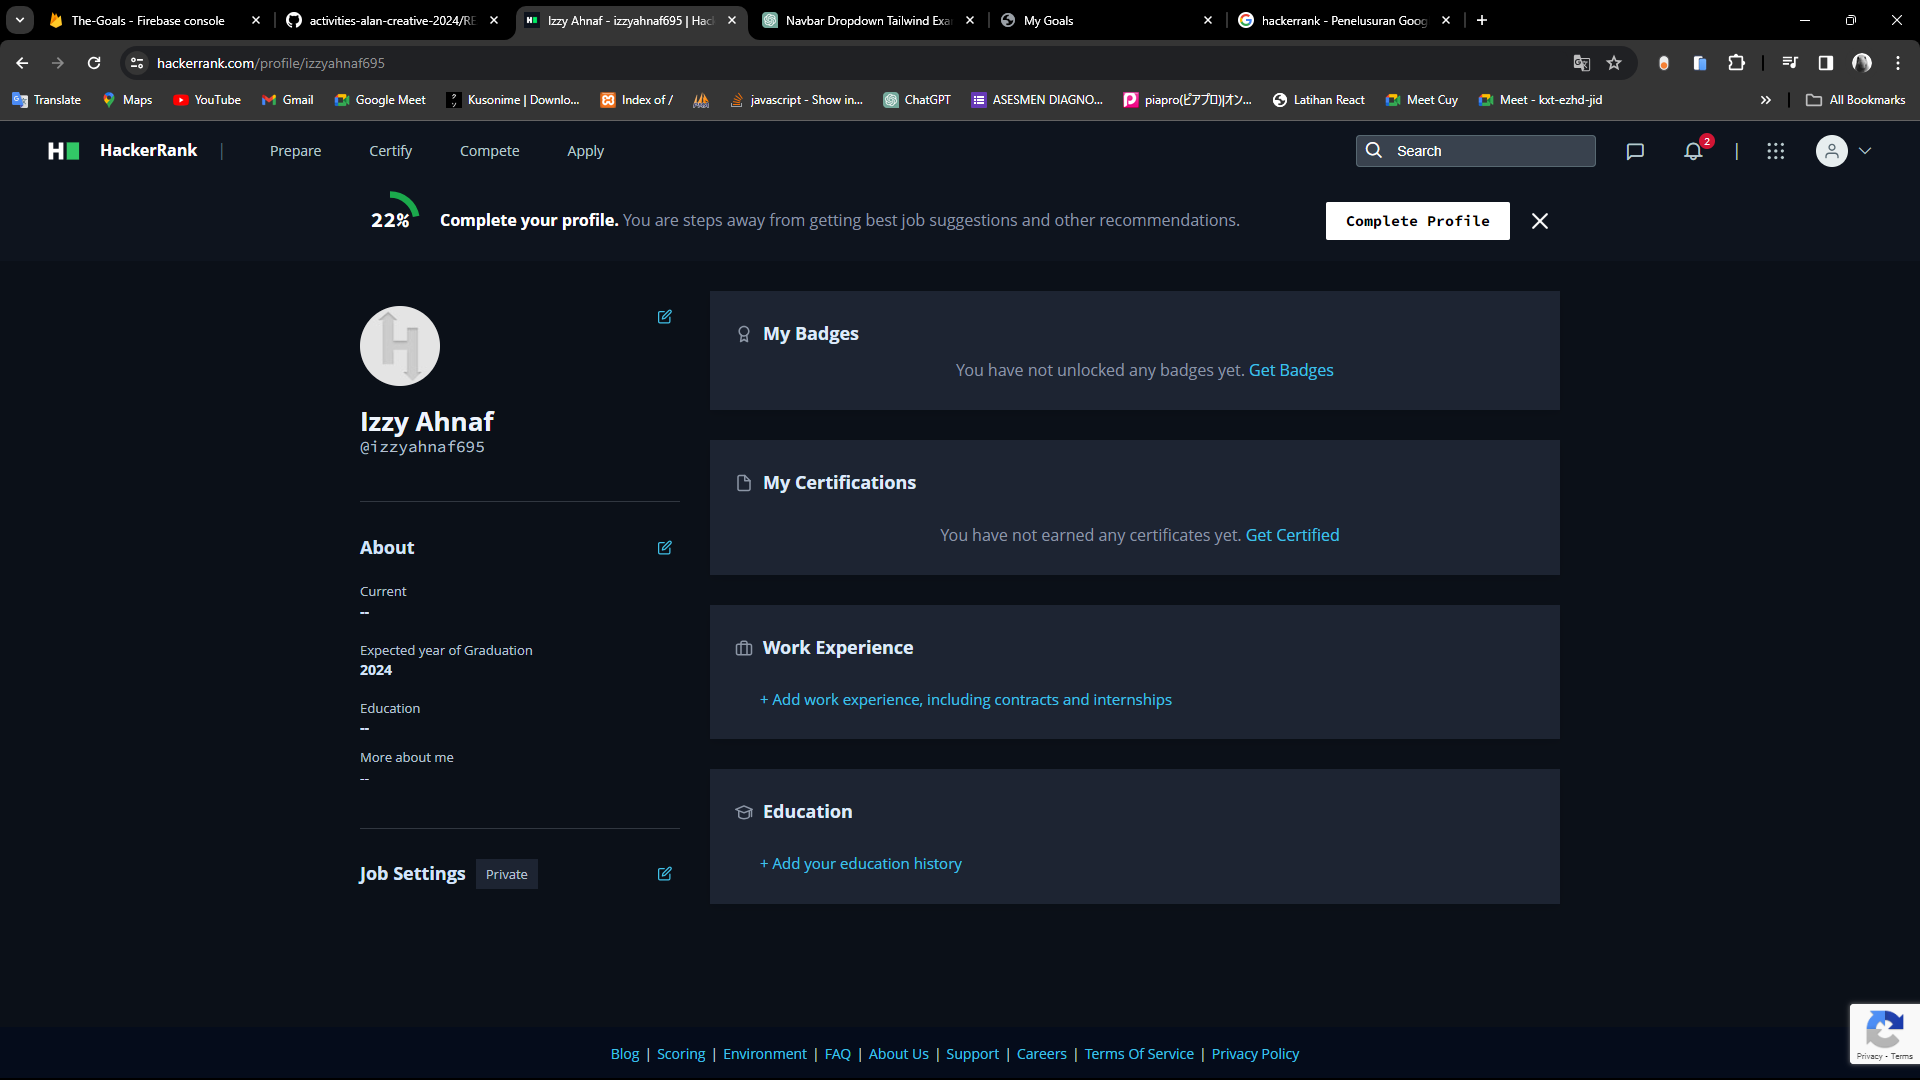 The-Goals - Firebase console
activities-alan-creative-2024/RE
Izzy Ahnaf - izzyahnaf695 | Hac
Navbar Dropdown Tailwind Exa
My Goals
hackerrank - Penelusuran Goog
hackerrank.com/profile/izzyahnaf695
Translate
Maps
YouTube
Gmail
Google Meet
Kusonime | Downlo...
Index of /
javascript - Show in...
ChatGPT
ASESMEN DIAGNO...
piapro(ピアプロ)|オン...
Latihan React
Meet Cuy
Meet - kxt-ezhd-jid
All Bookmarks
HackerRank
Prepare
Certify
Compete
Apply
Search
2
22%
Complete your profile. You are steps away from getting best job suggestions and other recommendations.
Complete Profile
Izzy Ahnaf
@izzyahnaf695
About
Current
--
Expected year of Graduation
2024
Education
--
More about me
--
Job Settings
Private
My Badges
You have not unlocked any badges yet. Get Badges
My Certifications
You have not earned any certificates yet. Get Certified
Work Experience
+ Add work experience, including contracts and internships
Education
+ Add your education history
Blog | Scoring | Environment | FAQ | About Us | Support | Careers | Terms Of Service | Privacy Policy
Privacy - Terms